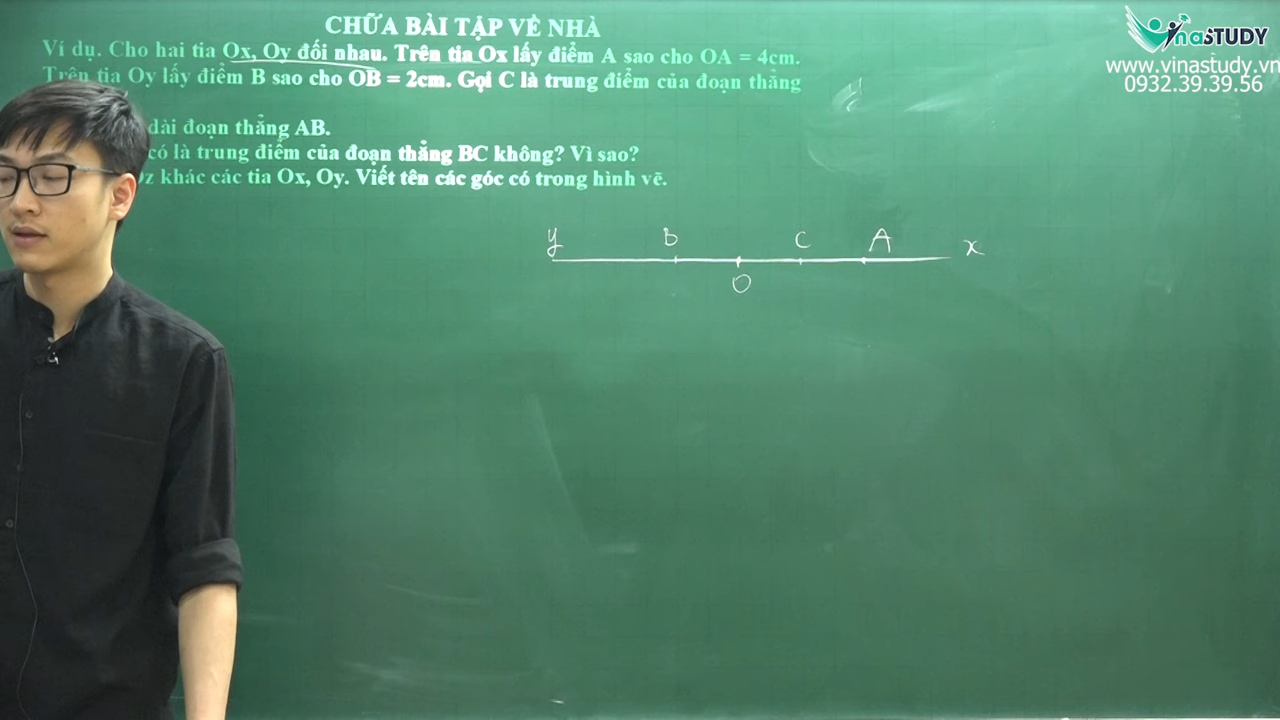 CHỮA BÀI TẬP VỀ NHÀ
Ví dụ. Cho hai tia Ox, Oy đối nhau. Trên tia Ox lấy điểm A sao cho OA = 4cm.
Trên tia Oy lấy điểm B sao cho OB = 2cm. Gọi C là trung điểm của đoạn thẳng
dài đoạn thẳng AB.
có là trung điểm của đoạn thẳng BC không? Vì sao?
Oz khác các tia Ox, Oy. Viết tên các góc có trong hình vẽ.
VinaSTUDY
www.vinastudy.vn
0932.39.39.56
y B C A x
O